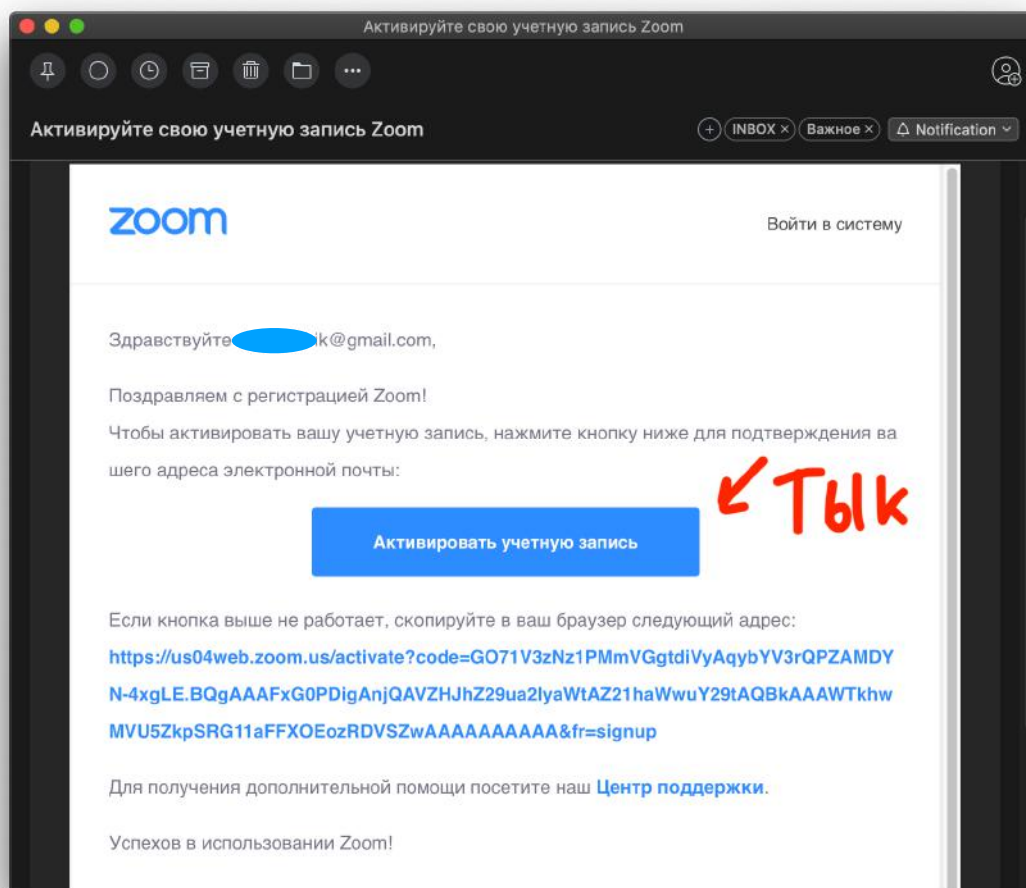 Активируйте свою учетную запись Zoom
Активируйте свою учетную запись Zoom
INBOX × Важное × Notification
zoom
Войти в систему
Здравствуйте ik@gmail.com,
Поздравляем с регистрацией Zoom!
Чтобы активировать вашу учетную запись, нажмите кнопку ниже для подтверждения ва
шего адреса электронной почты:
Тык
Активировать учетную запись
Если кнопка выше не работает, скопируйте в ваш браузер следующий адрес:
https://us04web.zoom.us/activate?code=GO71V3zNz1PMmVGgtdiVyAqybYV3rQPZAMDY
N-4xgLE.BQgAAAFxG0PDigAnjQAVZHJhZ29ua2lyaWtAZ21haWwuY29tAQBkAAAWTkhw
MVU5ZkpSRG11aFFXOEozRDVSZwAAAAAAAAAA&fr=signup
Для получения дополнительной помощи посетите наш Центр поддержки.
Успехов в использовании Zoom!